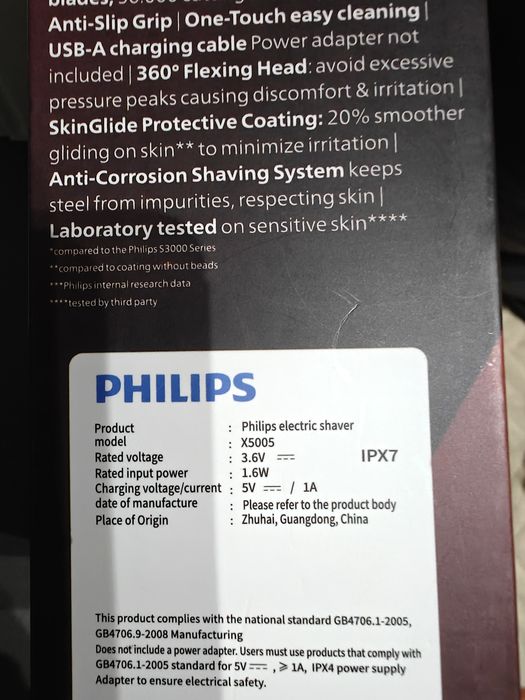 Anti-Slip Grip | One-Touch easy cleaning |
USB-A charging cable Power adapter not
included | 360° Flexing Head: avoid excessive
pressure peaks causing discomfort & irritation |
SkinGlide Protective Coating: 20% smoother
gliding on skin** to minimize irritation |
Anti-Corrosion Shaving System keeps
steel from impurities, respecting skin |
Laboratory tested on sensitive skin****
*compared to the Philips S3000 Series
**compared to coating without beads
***Philips internal research data
****tested by third party
PHILIPS
Product : Philips electric shaver
model : X5005
Rated voltage : 3.6V ⎓ IPX7
Rated input power : 1.6W
Charging voltage/current : 5V ⎓ / 1A
date of manufacture : Please refer to the product body
Place of Origin : Zhuhai, Guangdong, China
This product complies with the national standard GB4706.1-2005,
GB4706.9-2008 Manufacturing
Does not include a power adapter. Users must use products that comply with
GB4706.1-2005 standard for 5V ⎓ , ⩾ 1A, IPX4 power supply
Adapter to ensure electrical safety.